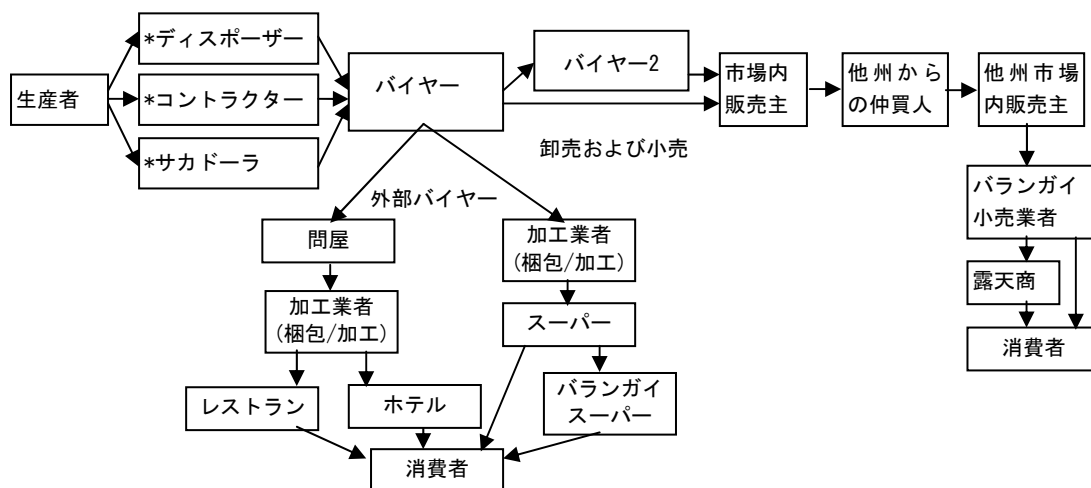 *ディスポーザー
生産者
*コントラクター
*サカドーラ
バイヤー
バイヤー2
市場内
販売主
他州から
の仲買人
他州市場
内販売主
卸売および小売
外部バイヤー
バランガイ
小売業者
露天商
消費者
問屋
加工業者
(梱包/加工)
加工業者
(梱包/加工)
スーパー
レストラン
ホテル
バランガイ
スーパー
消費者